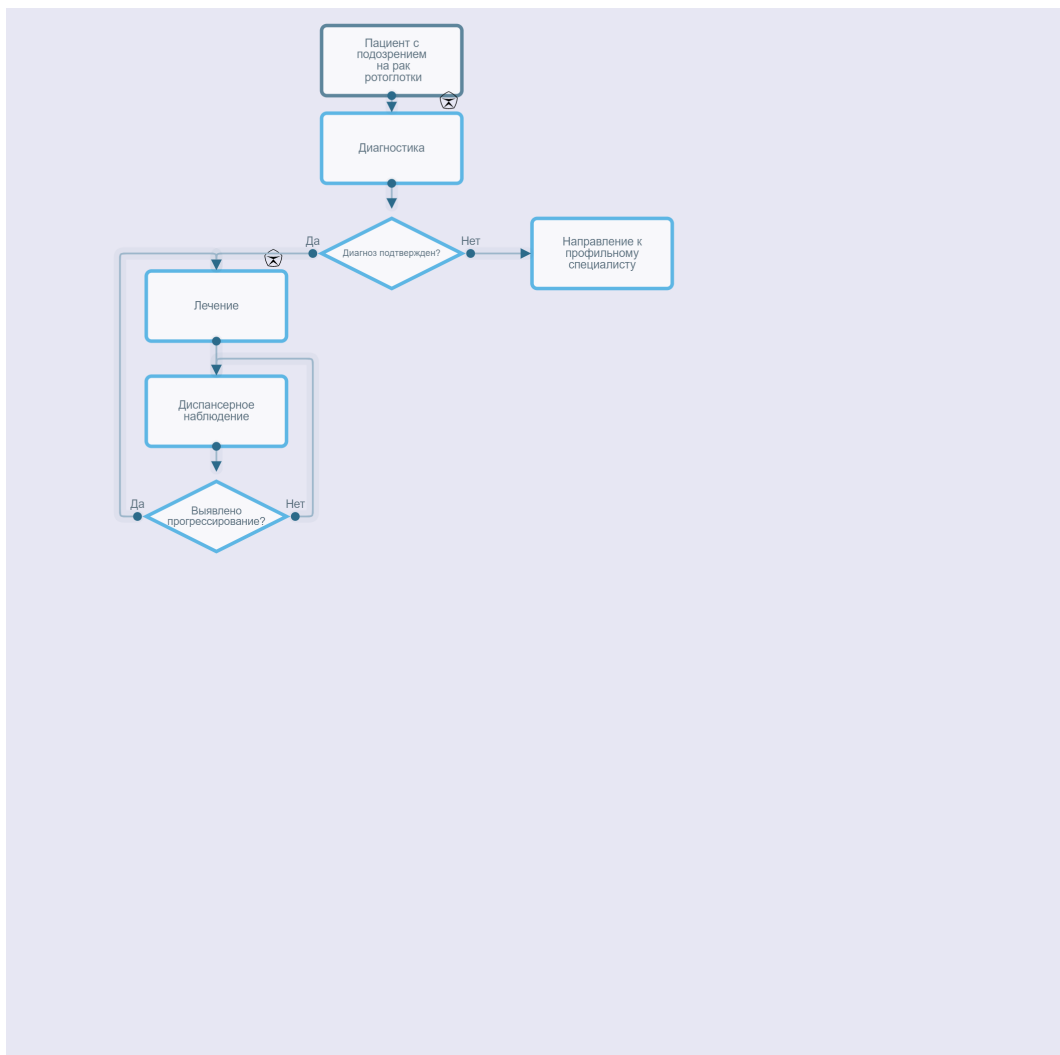 Пациент с
подозрением
на рак
ротоглотки
Диагностика
Да
Диагноз подтвержден?
Нет
Направление к
профильному
специалисту
Лечение
Диспансерное
наблюдение
Да
Выявлено
прогрессирование?
Нет